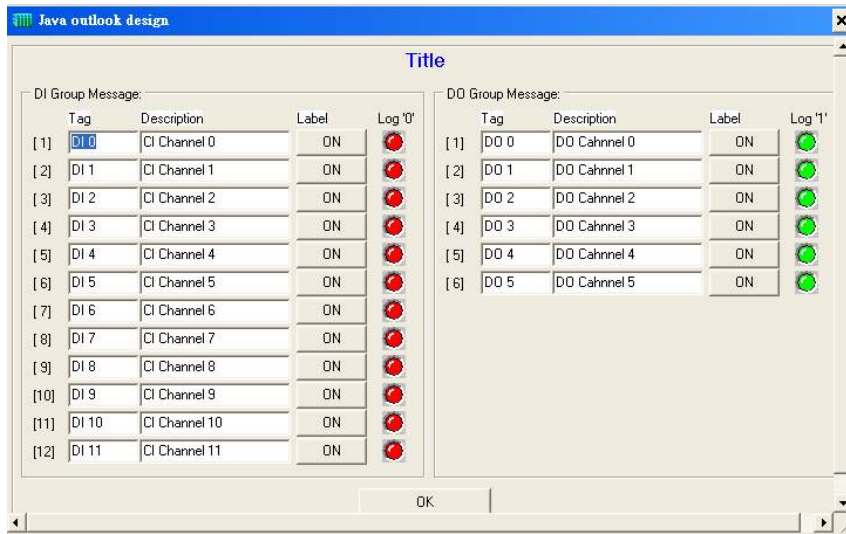 Java outlook design
Title
DI Group Message:
Tag Description Label Log '0'
[ 1] DI 0 CI Channel 0 ON
[ 2] DI 1 CI Channel 1 ON
[ 3] DI 2 CI Channel 2 ON
[ 4] DI 3 CI Channel 3 ON
[ 5] DI 4 CI Channel 4 ON
[ 6] DI 5 CI Channel 5 ON
[ 7] DI 6 CI Channel 6 ON
[ 8] DI 7 CI Channel 7 ON
[ 9] DI 8 CI Channel 8 ON
[10] DI 9 CI Channel 9 ON
[11] DI 10 CI Channel 10 ON
[12] DI 11 CI Channel 11 ON
DO Group Message:
Tag Description Label Log '1'
[ 1] DO 0 DO Cahnnel 0 ON
[ 2] DO 1 DO Cahnnel 1 ON
[ 3] DO 2 DO Cahnnel 2 ON
[ 4] DO 3 DO Cahnnel 3 ON
[ 5] DO 4 DO Cahnnel 4 ON
[ 6] DO 5 DO Cahnnel 5 ON
OK